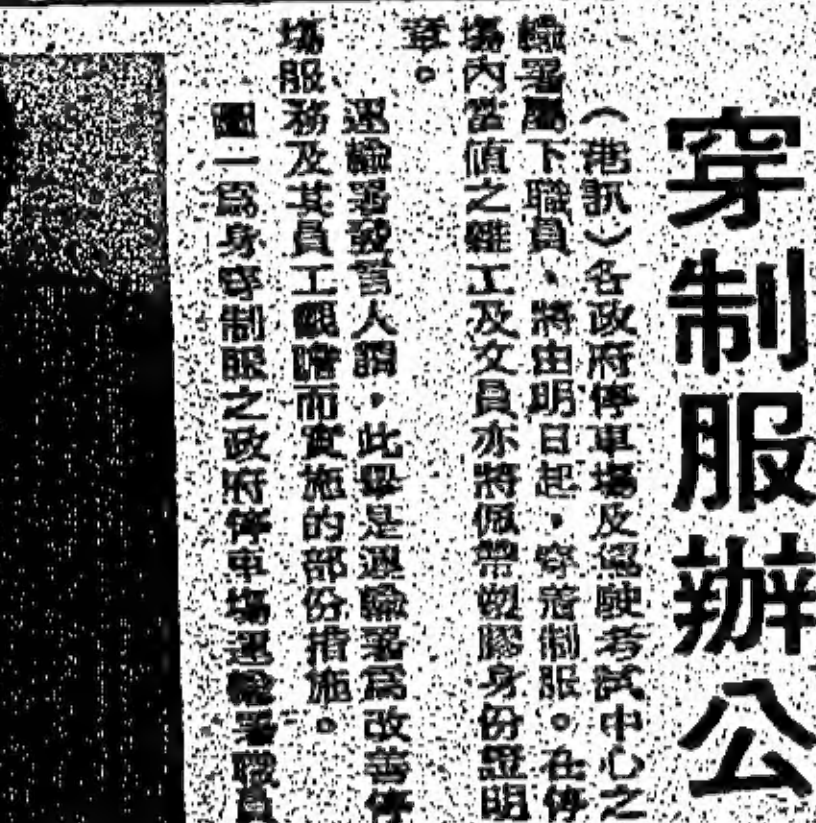 穿制服辦公
（港訊）各政府停車場及駕駛考試中心之
輸署屬下職員、將由明日起，穿着制服。在停
場內當值之雜工及文員亦將佩帶塑膠身份證明
章。
運輸署發言人謂，此舉是運輸署爲改善停
場服務及其員工觀瞻而實施的部份措施。
圖一爲身穿制服之政府停車場運輸署職員